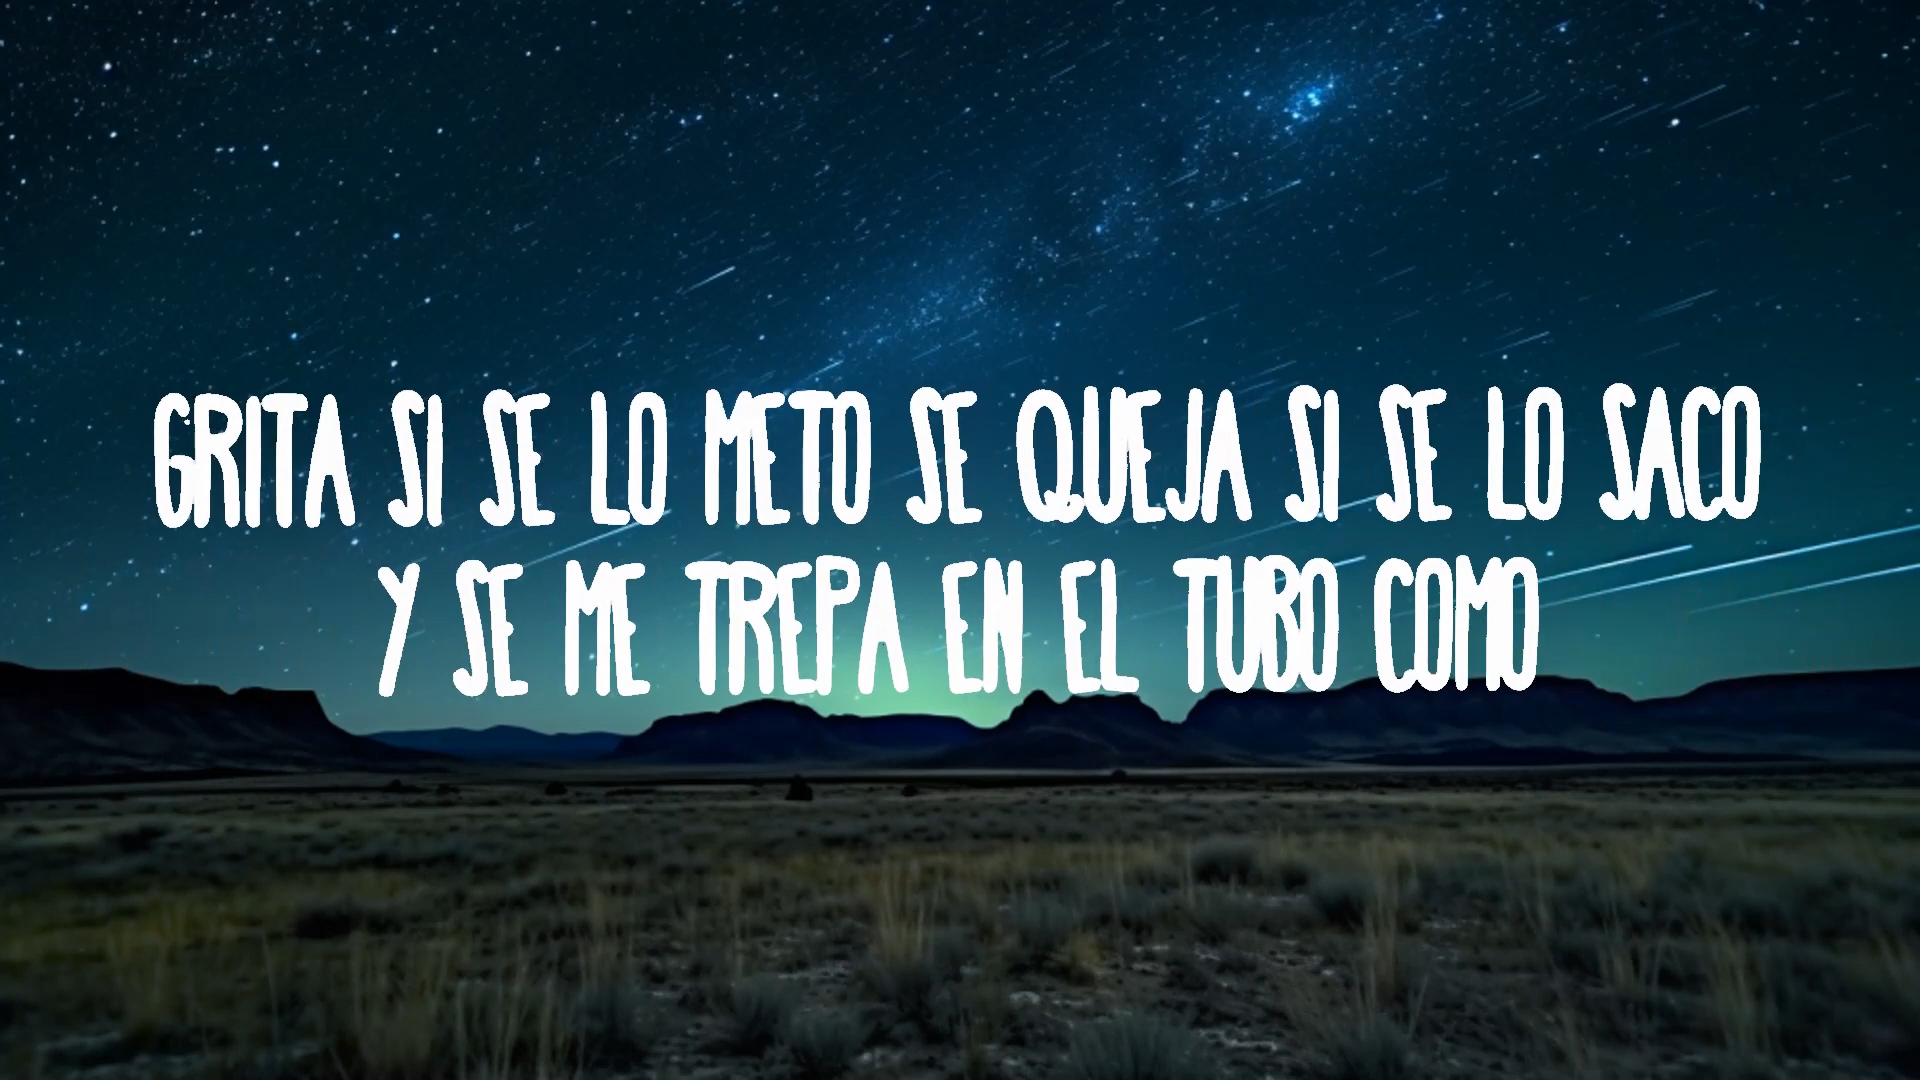 GRITA SI SE LO METO SE QUEJA SI SE LO SACO
Y SE ME TREPA EN EL TUBO COMO